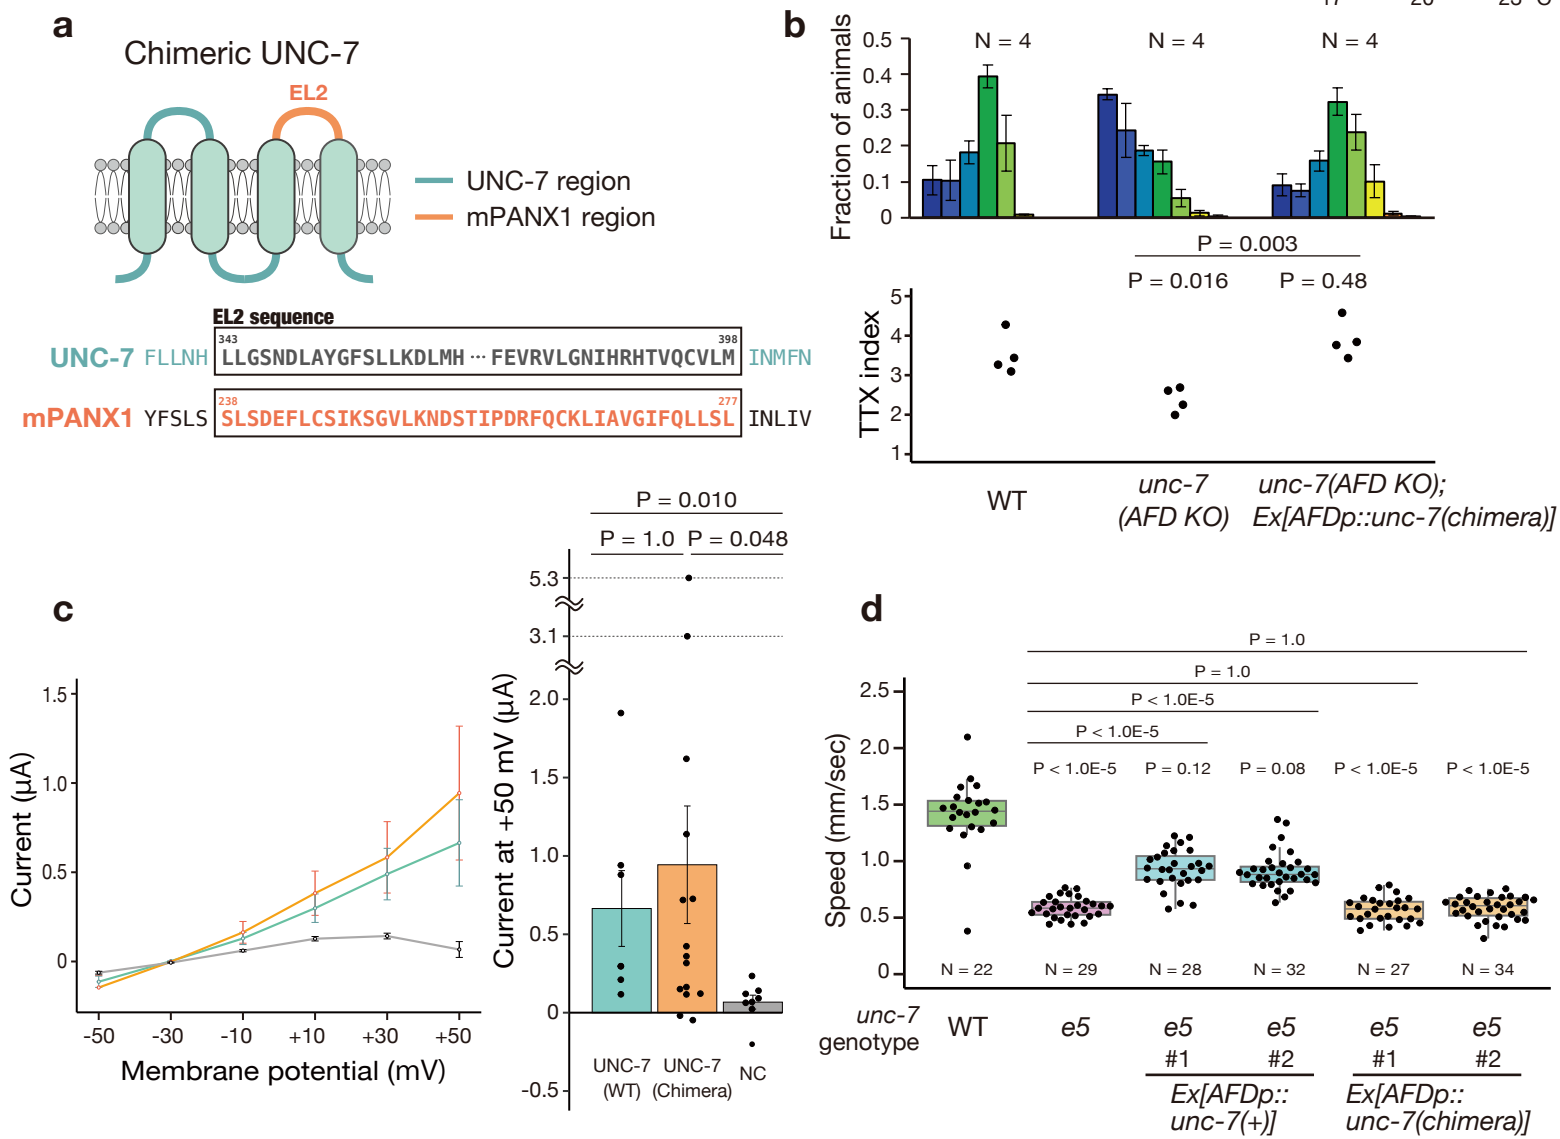 a
Chimeric UNC-7
EL2
UNC-7 region
mPANX1 region
EL2 sequence
343 398
UNC-7 FLLNH LLGSNDLAYGFSLLKDLMH ··· FEVRVLGNIHRHTVQCVLM INMFN
238 277
mPANX1 YFSLS SLSDEFLCSIKSGVLKNDSTIPDRFQCKLIAVGIFQLLSL INLIV
b
Fraction of animals
0.5
0.4
0.3
0.2
0.1
0
N = 4 N = 4 N = 4
P = 0.003
P = 0.016 P = 0.48
TTX index
5
4
3
2
1
WT
unc-7
(AFD KO)
unc-7(AFD KO);
Ex[AFDp::unc-7(chimera)]
c
Current (µA)
1.5
1.0
0.5
0
-50 -30 -10 +10 +30 +50
Membrane potential (mV)
P = 0.010
P = 1.0 P = 0.048
Current at +50 mV (µA)
5.3
3.1
2.0
1.5
1.0
0.5
0
-0.5
UNC-7
(WT)
UNC-7
(Chimera)
NC
d
P = 1.0
P = 1.0
P < 1.0E-5
P < 1.0E-5
P < 1.0E-5 P = 0.12 P = 0.08 P < 1.0E-5 P < 1.0E-5
Speed (mm/sec)
2.5
2.0
1.5
1.0
0.5
0
N = 22 N = 29 N = 28 N = 32 N = 27 N = 34
unc-7
genotype
WT e5 e5 e5 e5 e5
#1 #2 #1 #2
Ex[AFDp::
unc-7(+)]
Ex[AFDp::
unc-7(chimera)]